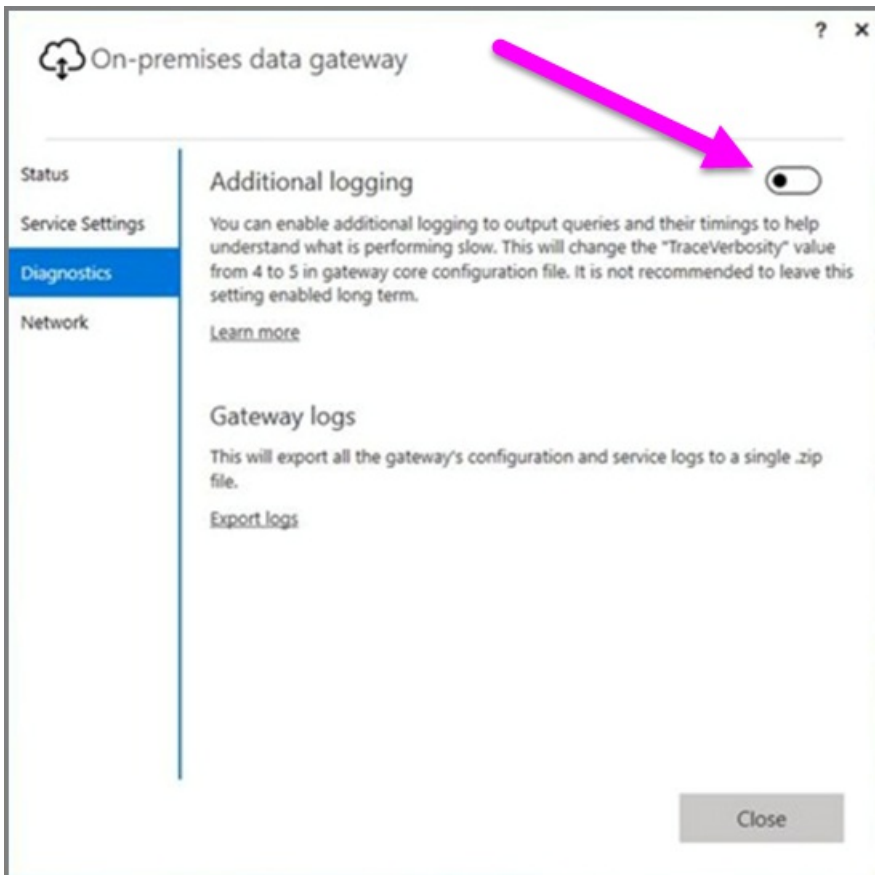 ? ×
On-premises data gateway
Status
Service Settings
Diagnostics
Network
Additional logging
You can enable additional logging to output queries and their timings to help
understand what is performing slow. This will change the "TraceVerbosity" value
from 4 to 5 in gateway core configuration file. It is not recommended to leave this
setting enabled long term.
Learn more
Gateway logs
This will export all the gateway's configuration and service logs to a single .zip
file.
Export logs
Close